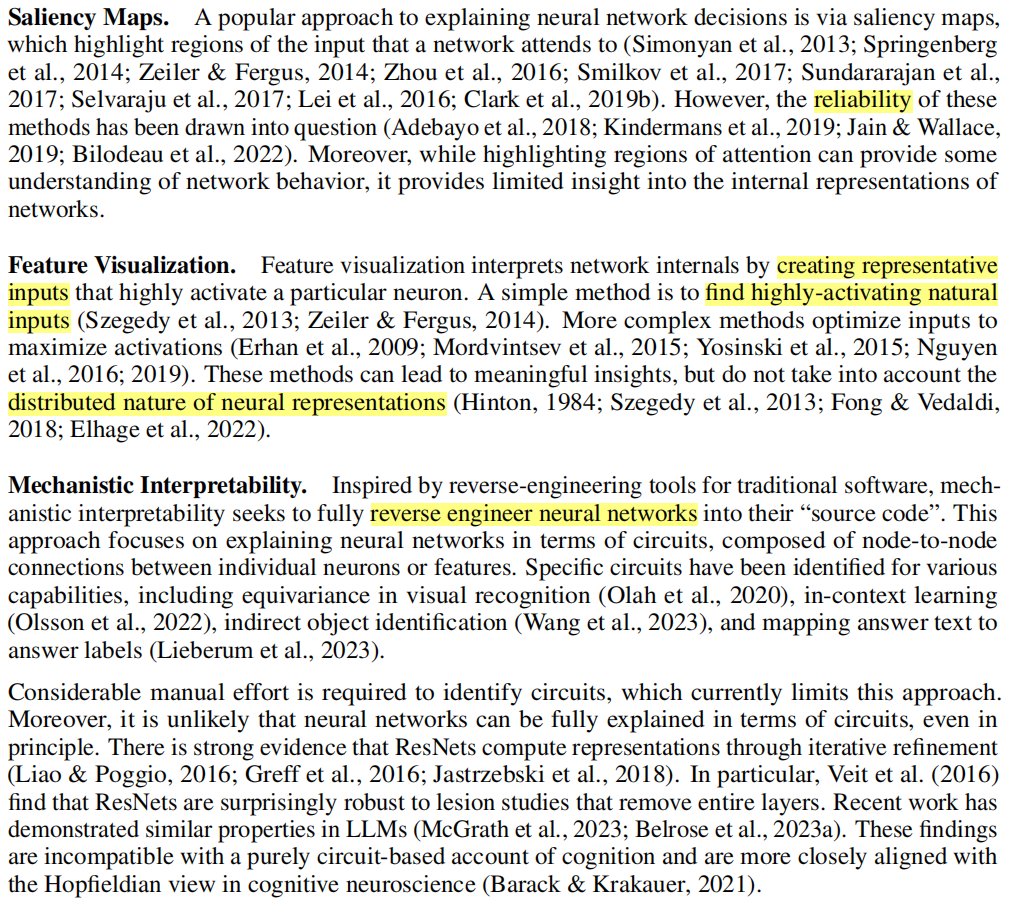 Saliency Maps. A popular approach to explaining neural network decisions is via saliency maps,
which highlight regions of the input that a network attends to (Simonyan et al., 2013; Springenberg
et al., 2014; Zeiler & Fergus, 2014; Zhou et al., 2016; Smilkov et al., 2017; Sundararajan et al.,
2017; Selvaraju et al., 2017; Lei et al., 2016; Clark et al., 2019b). However, the reliability of these
methods has been drawn into question (Adebayo et al., 2018; Kindermans et al., 2019; Jain & Wallace,
2019; Bilodeau et al., 2022). Moreover, while highlighting regions of attention can provide some
understanding of network behavior, it provides limited insight into the internal representations of
networks.
Feature Visualization. Feature visualization interprets network internals by creating representative
inputs that highly activate a particular neuron. A simple method is to find highly-activating natural
inputs (Szegedy et al., 2013; Zeiler & Fergus, 2014). More complex methods optimize inputs to
maximize activations (Erhan et al., 2009; Mordvintsev et al., 2015; Yosinski et al., 2015; Nguyen
et al., 2016; 2019). These methods can lead to meaningful insights, but do not take into account the
distributed nature of neural representations (Hinton, 1984; Szegedy et al., 2013; Fong & Vedaldi,
2018; Elhage et al., 2022).
Mechanistic Interpretability. Inspired by reverse-engineering tools for traditional software, mech-
anistic interpretability seeks to fully reverse engineer neural networks into their “source code”. This
approach focuses on explaining neural networks in terms of circuits, composed of node-to-node
connections between individual neurons or features. Specific circuits have been identified for various
capabilities, including equivariance in visual recognition (Olah et al., 2020), in-context learning
(Olsson et al., 2022), indirect object identification (Wang et al., 2023), and mapping answer text to
answer labels (Lieberum et al., 2023).
Considerable manual effort is required to identify circuits, which currently limits this approach.
Moreover, it is unlikely that neural networks can be fully explained in terms of circuits, even in
principle. There is strong evidence that ResNets compute representations through iterative refinement
(Liao & Poggio, 2016; Greff et al., 2016; Jastrzebski et al., 2018). In particular, Veit et al. (2016)
find that ResNets are surprisingly robust to lesion studies that remove entire layers. Recent work has
demonstrated similar properties in LLMs (McGrath et al., 2023; Belrose et al., 2023a). These findings
are incompatible with a purely circuit-based account of cognition and are more closely aligned with
the Hopfieldian view in cognitive neuroscience (Barack & Krakauer, 2021).